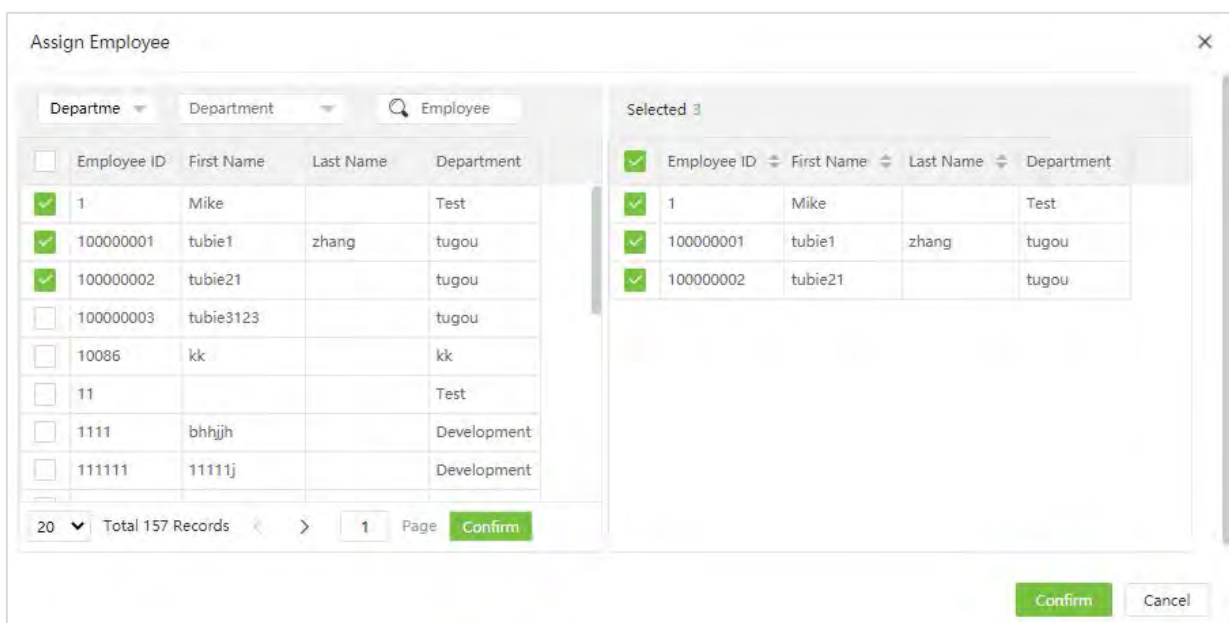 Assign Employee
Departme Department Employee
Employee ID First Name Last Name Department
1 Mike Test
100000001 tubie1 zhang tugou
100000002 tubie21 tugou
100000003 tubie3123 tugou
10086 kk kk
11 Test
1111 bhhjjh Development
111111 11111j Development
20 Total 157 Records 1 Page Confirm
Selected 3
Employee ID First Name Last Name Department
1 Mike Test
100000001 tubie1 zhang tugou
100000002 tubie21 tugou
Confirm Cancel